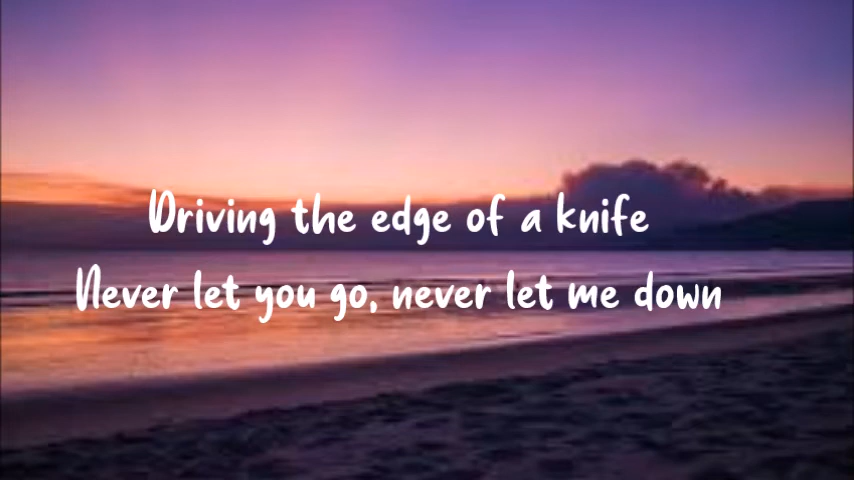 Driving the edge of a knife
Never let you go, never let me down